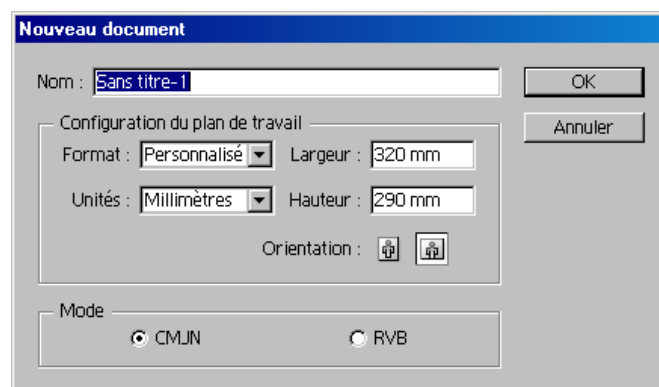 Nouveau document
Nom : Sans titre-1
OK
Configuration du plan de travail
Annuler
Format : Personnalisé Largeur : 320 mm
Unités : Millimètres Hauteur : 290 mm
Orientation :
Mode
CMJN RVB